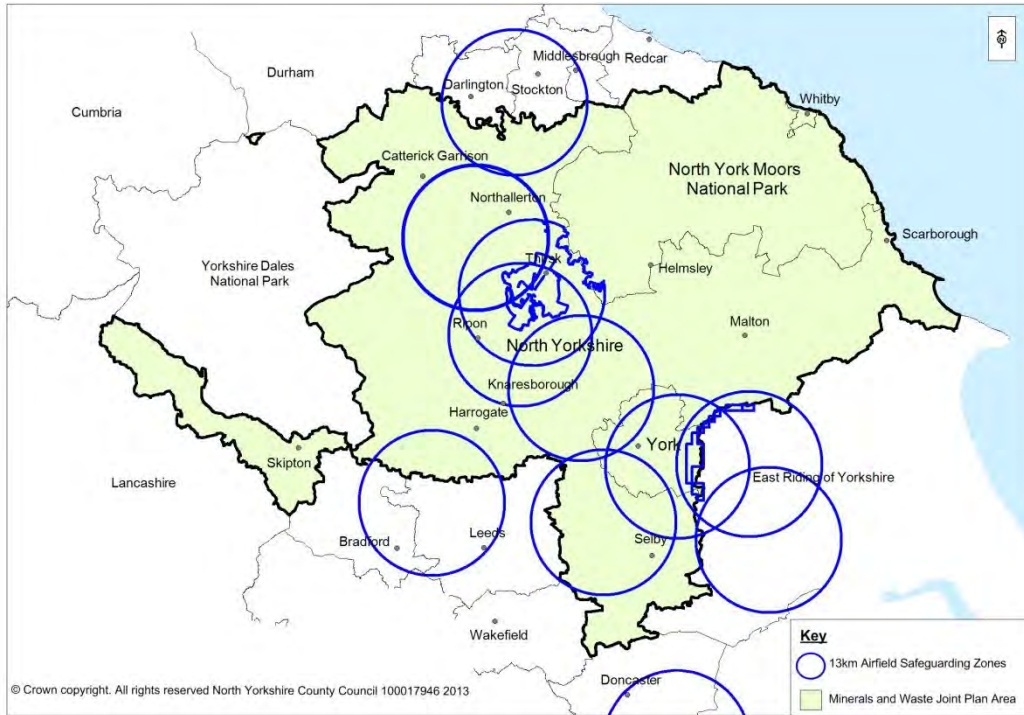 Middlesbrough
Redcar
Durham
Darlington
Stockton
Cumbria
Whitby
Catterick Garrison
North York Moors
National Park
Northallerton
Scarborough
Thirsk
Yorkshire Dales
National Park
Helmsley
Ripon
North Yorkshire
Malton
Knaresborough
Harrogate
York
Skipton
East Riding of Yorkshire
Lancashire
Bradford
Leeds
Selby
Wakefield
Doncaster
Key
13km Airfield Safeguarding Zones
Minerals and Waste Joint Plan Area
© Crown copyright. All rights reserved North Yorkshire County Council 100017946 2013